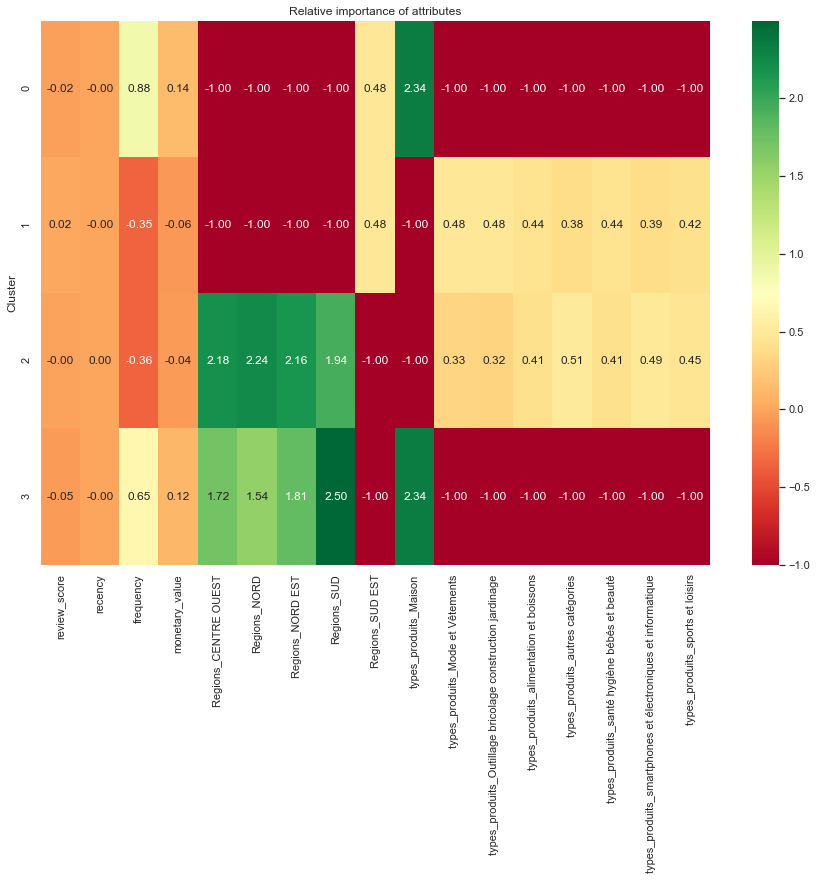 Relative importance of attributes
Cluster
0
-0.02 -0.00 0.88 0.14 -1.00 -1.00 -1.00 -1.00 0.48 2.34 -1.00 -1.00 -1.00 -1.00 -1.00 -1.00 -1.00
1
0.02 -0.00 -0.35 -0.06 -1.00 -1.00 -1.00 -1.00 0.48 -1.00 0.48 0.48 0.44 0.38 0.44 0.39 0.42
2
-0.00 0.00 -0.36 -0.04 2.18 2.24 2.16 1.94 -1.00 -1.00 0.33 0.32 0.41 0.51 0.41 0.49 0.45
3
-0.05 -0.00 0.65 0.12 1.72 1.54 1.81 2.50 -1.00 2.34 -1.00 -1.00 -1.00 -1.00 -1.00 -1.00 -1.00
review_score
recency
frequency
monetary_value
Regions_CENTRE OUEST
Regions_NORD
Regions_NORD EST
Regions_SUD
Regions_SUD EST
types_produits_Maison
types_produits_Mode et Vêtements
types_produits_Outillage bricolage construction jardinage
types_produits_alimentation et boissons
types_produits_autres catégories
types_produits_santé hygiène bébés et beauté
types_produits_smartphones et électroniques et informatique
types_produits_sports et loisirs
2.0
1.5
1.0
0.5
0.0
−0.5
−1.0